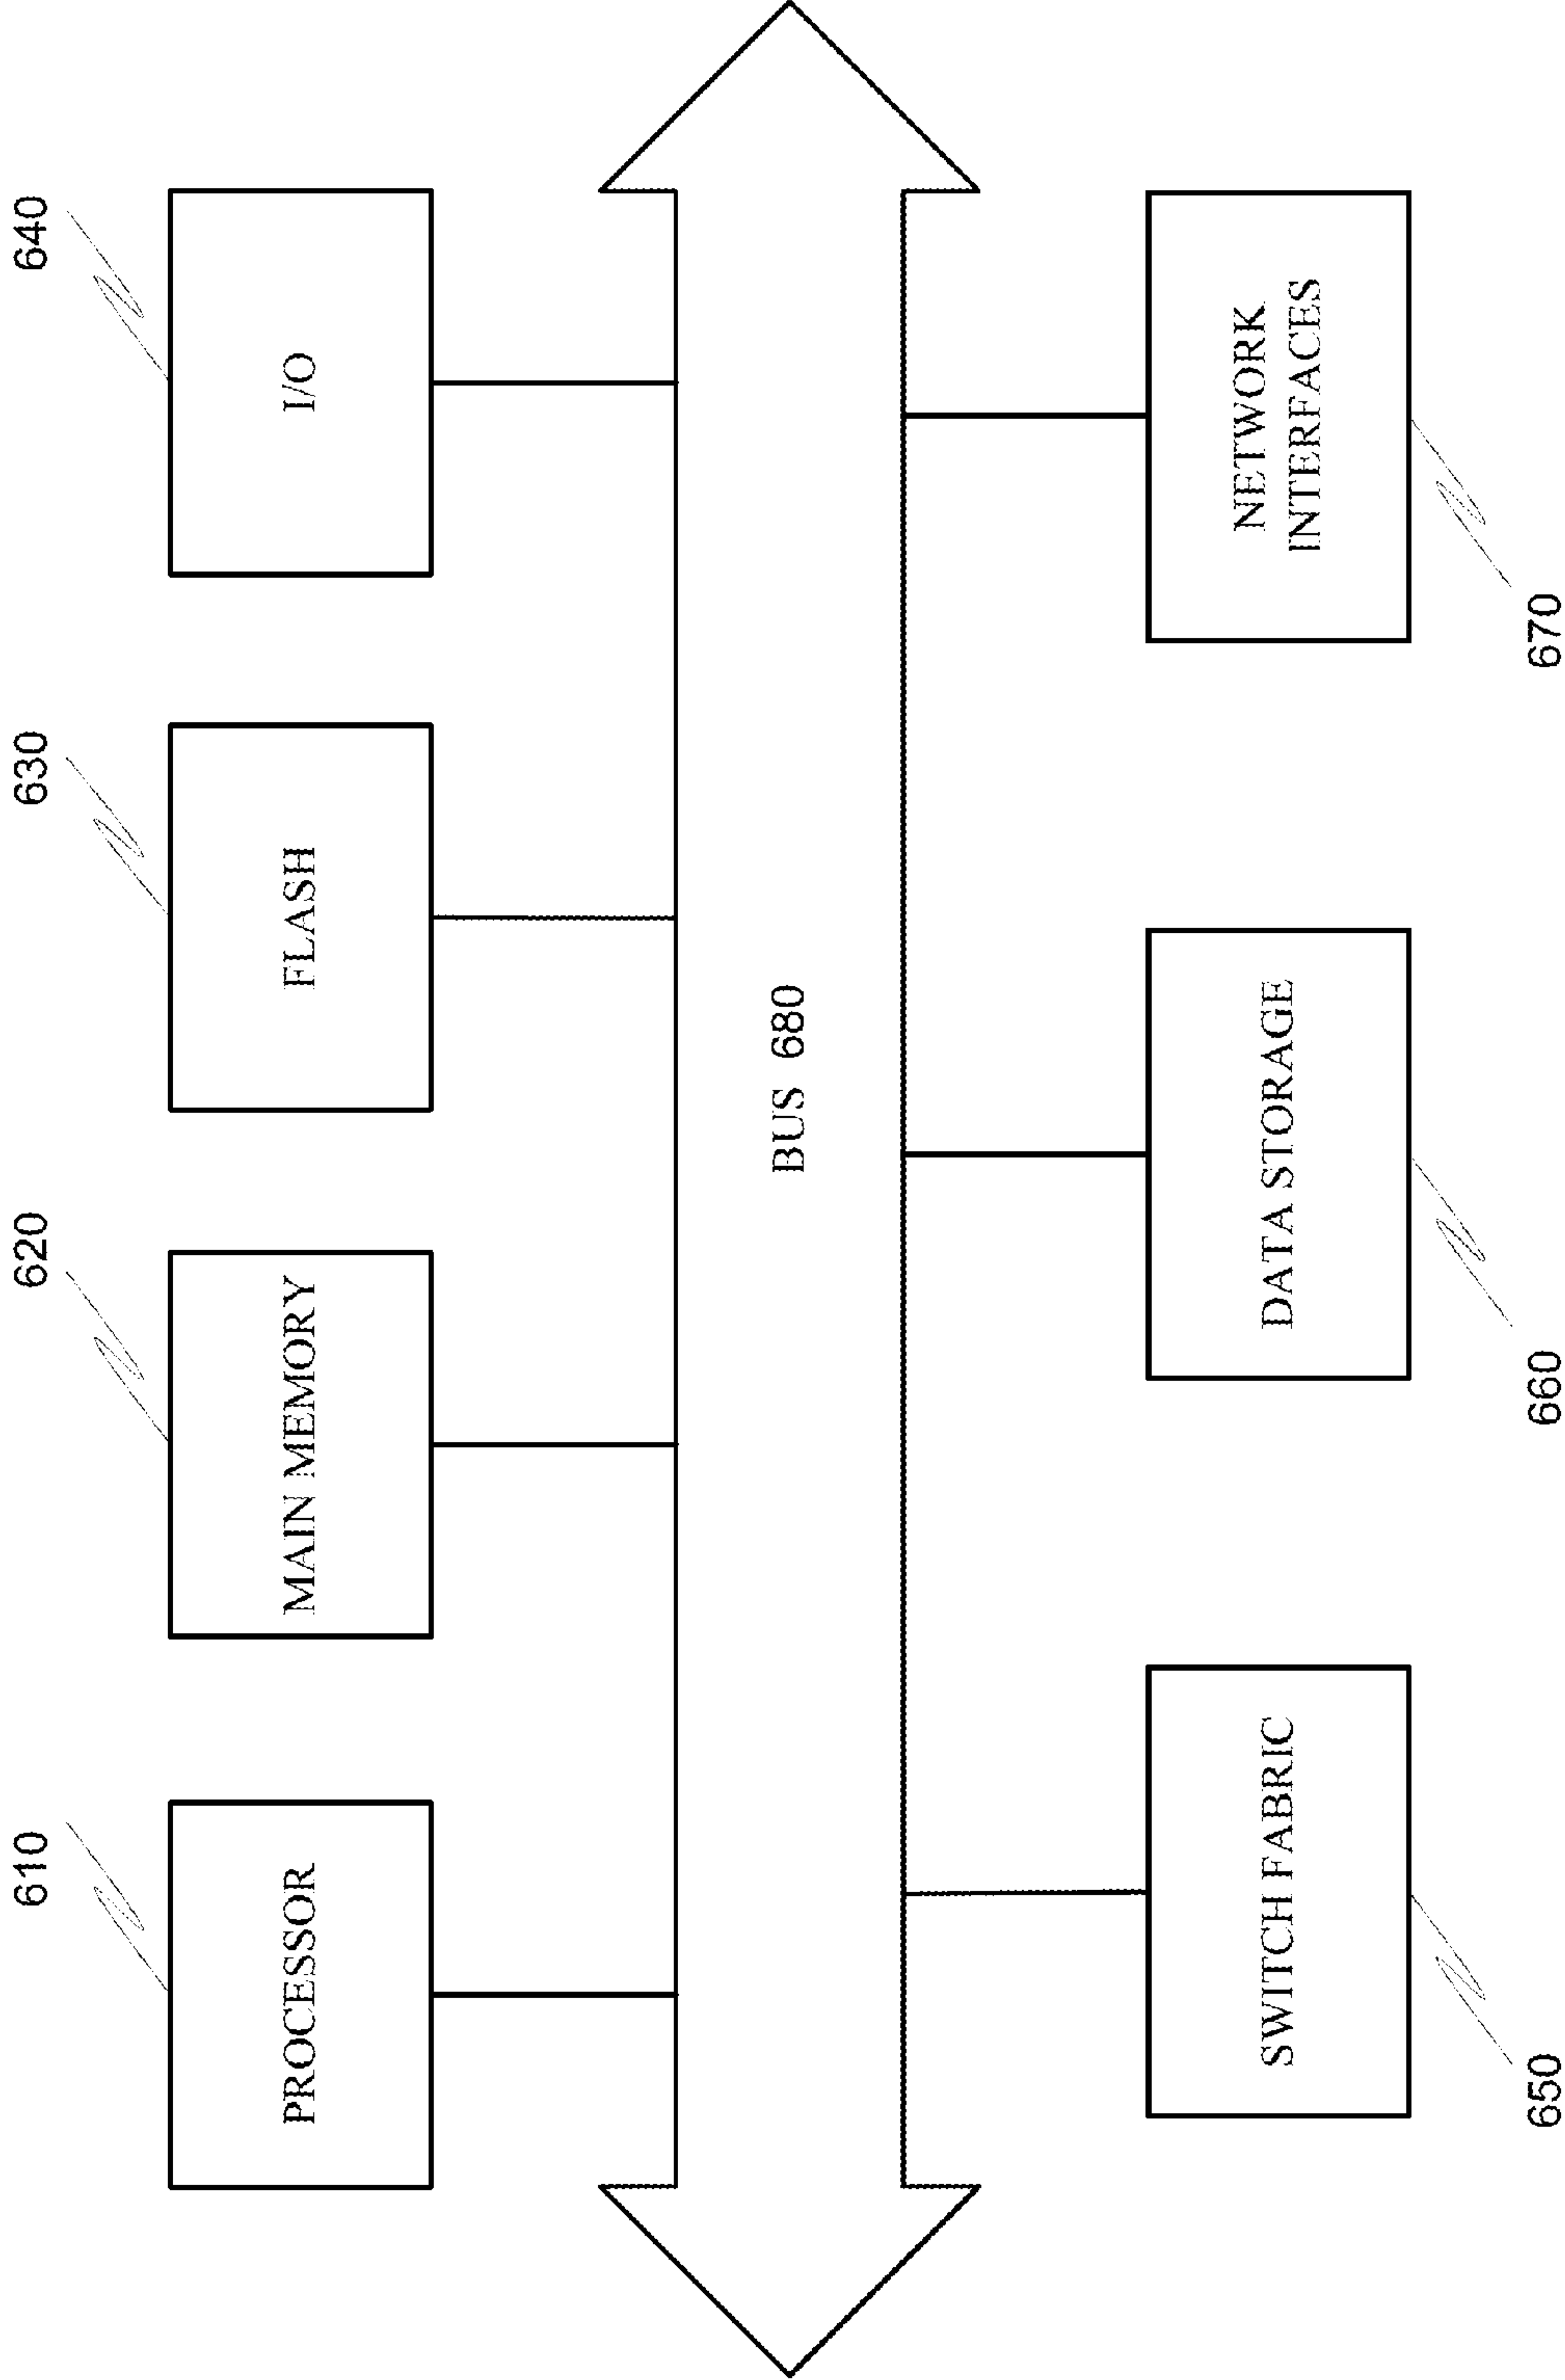 610
620
630
640
PROCESSOR
MAIN MEMORY
FLASH
I/O
BUS 680
SWITCH FABRIC
DATA STORAGE
NETWORK
INTERFACES
650
660
670